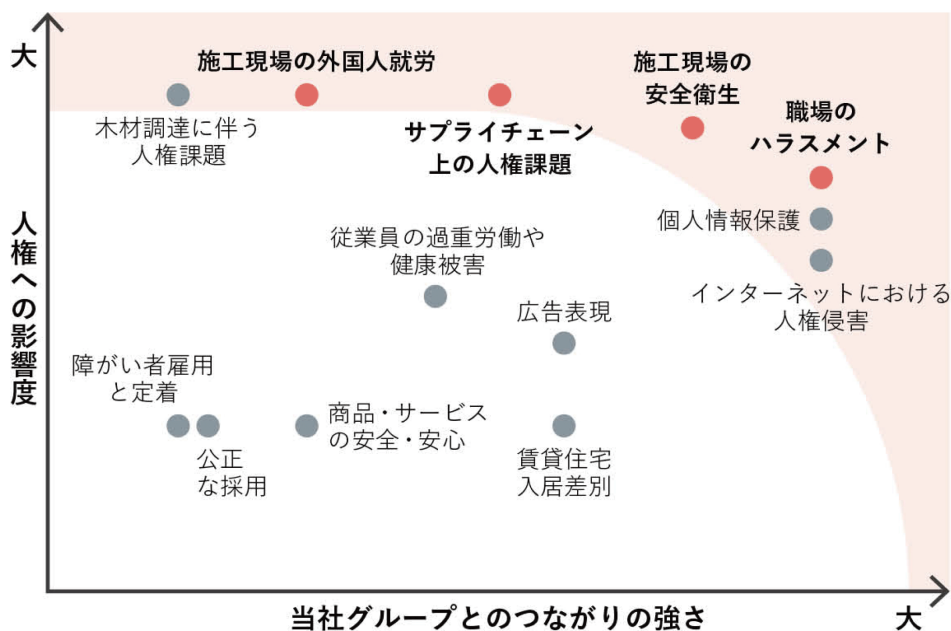 大
施工現場の外国人就労
施工現場の
安全衛生
職場の
ハラスメント
木材調達に伴う
人権課題
サプライチェーン
上の人権課題
個人情報保護
従業員の過重労働や
健康被害
インターネットにおける
人権侵害
広告表現
障がい者雇用
と定着
商品・サービス
の安全・安心
公正
な採用
賃貸住宅
入居差別
人権への影響度
当社グループとのつながりの強さ
大